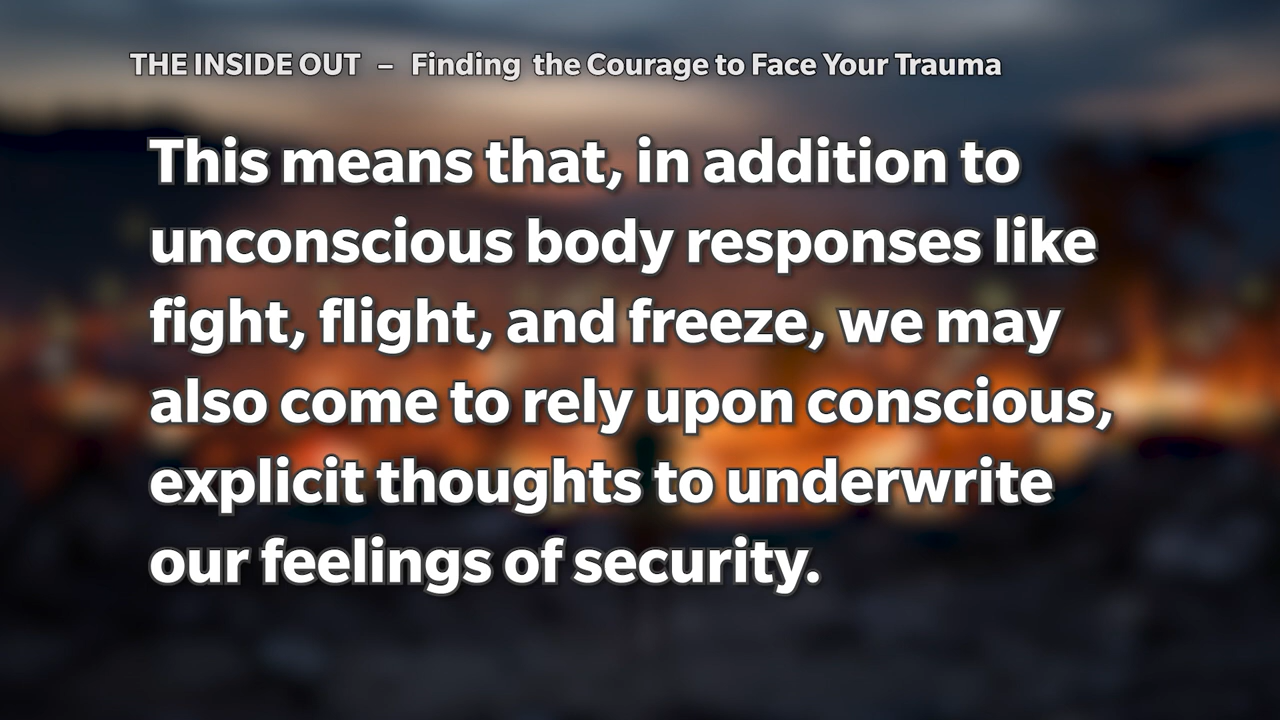 THE INSIDE OUT – Finding the Courage to Face Your Trauma
This means that, in addition to
unconscious body responses like
fight, flight, and freeze, we may
also come to rely upon conscious,
explicit thoughts to underwrite
our feelings of security.